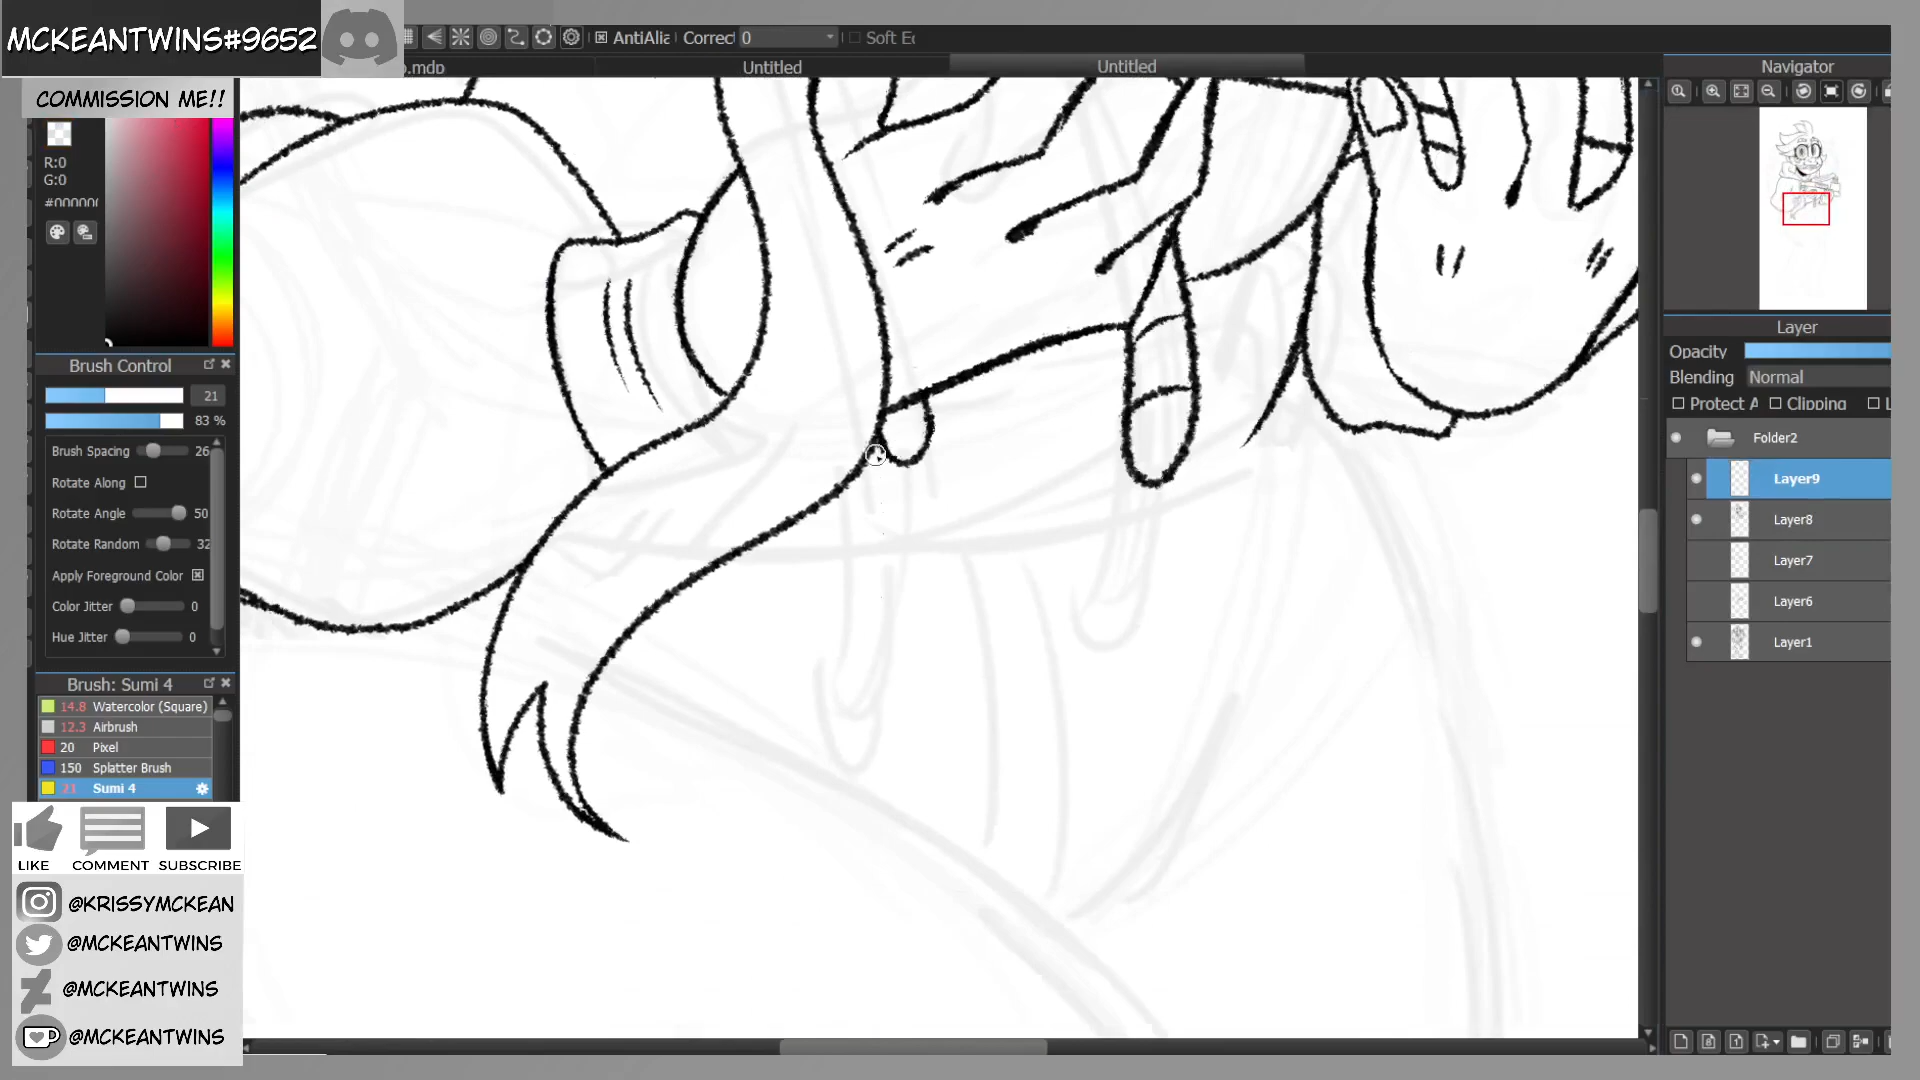 MCKEANTWINS#9652
COMMISSION ME!!
AntiAlia
Correct
0
Soft E
.mdp
Untitled
Untitled
R:0
G:0
Brush Control
21
83 %
Brush Spacing
26
Rotate Along
Rotate Angle
50
Rotate Random
32
Apply Foreground Color
Color Jitter
0
Hue Jitter
0
Brush: Sumi 4
14.8 Watercolor (Square)
12.3 Airbrush
20 Pixel
150 Splatter Brush
21 Sumi 4
LIKE
COMMENT
SUBSCRIBE
@KRISSYMCKEAN
@MCKEANTWINS
@MCKEANTWINS
@MCKEANTWINS
Navigator
Layer
Opacity
Blending
Normal
Protect A
Clipping
L
Folder2
Layer9
Layer8
Layer7
Layer6
Layer1